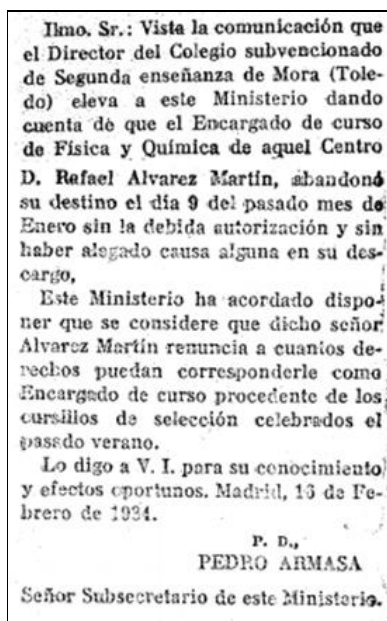 Ilmo. Sr.: Vista la comunicación que
el Director del Colegio subvencionado
de Segunda enseñanza de Mora (Tole-
do) eleva a este Ministerio dando
cuenta de que el Encargado de curso
de Física y Química de aquel Centro
D. Rafael Alvarez Martín, abandonó
su destino el día 9 del pasado mes de
Enero sin la debida autorización y sin
haber alegado causa alguna en su des-
cargo,
Este Ministerio ha acordado dispo-
ner que se considere que dicho señor
Alvarez Martín renuncia a cuantos de-
rechos puedan corresponderle como
Encargado de curso procedente de los
cursillos de selección celebrados el
pasado verano.
Lo digo a V. I. para su conocimiento
y efectos oportunos. Madrid, 16 de Fe-
brero de 1934.
P. D.,
PEDRO ARMASA
Señor Subsecretario de este Ministerio.